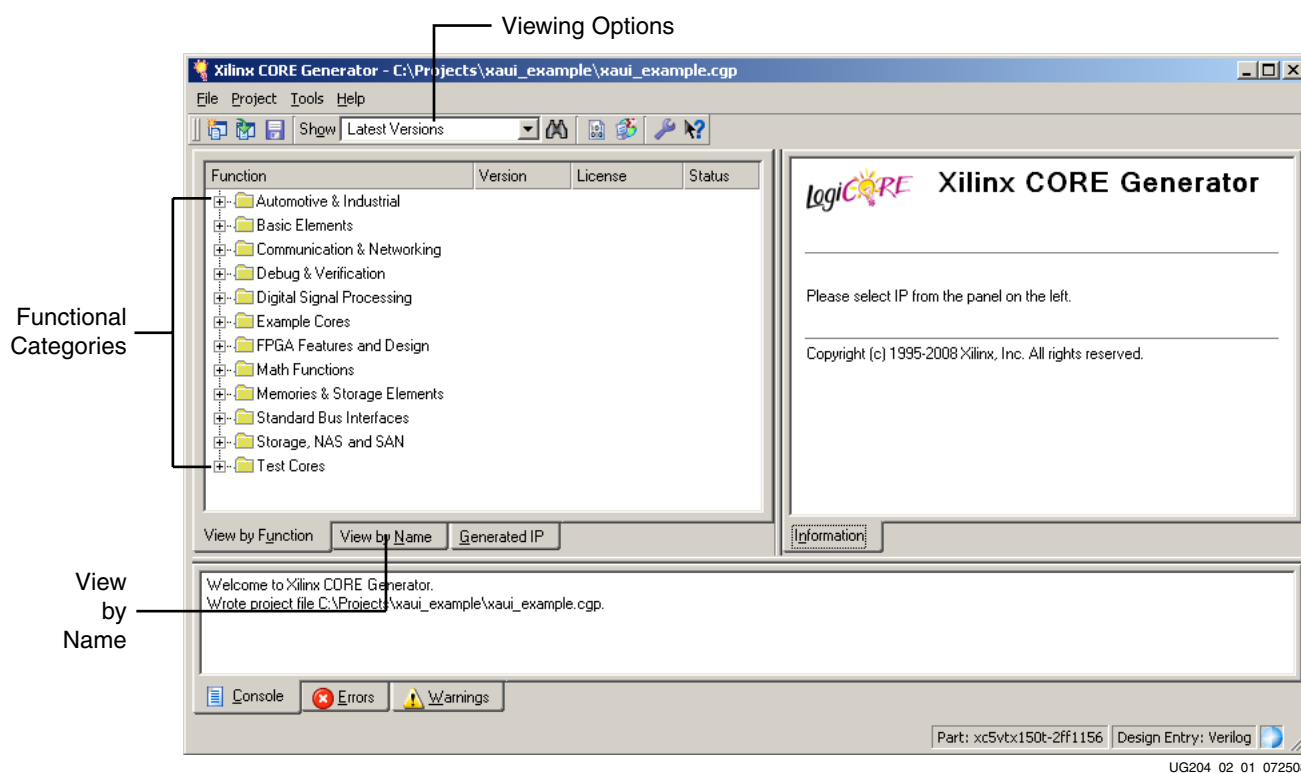 Viewing Options
Xilinx CORE Generator - C:\Projects\xaui_example\xaui_example.cgp
File Project Tools Help
Show Latest Versions
Function Version License Status
Automotive & Industrial
Basic Elements
Communication & Networking
Debug & Verification
Digital Signal Processing
Example Cores
FPGA Features and Design
Math Functions
Memories & Storage Elements
Standard Bus Interfaces
Storage, NAS and SAN
Test Cores
Functional
Categories
View by Function View by Name Generated IP
LogiCORE Xilinx CORE Generator
Please select IP from the panel on the left.
Copyright (c) 1995-2008 Xilinx, Inc. All rights reserved.
Information
View
by
Name
Welcome to Xilinx CORE Generator.
Wrote project file C:\Projects\xaui_example\xaui_example.cgp.
Console Errors Warnings
Part: xc5vtx150t-2ff1156 Design Entry: Verilog